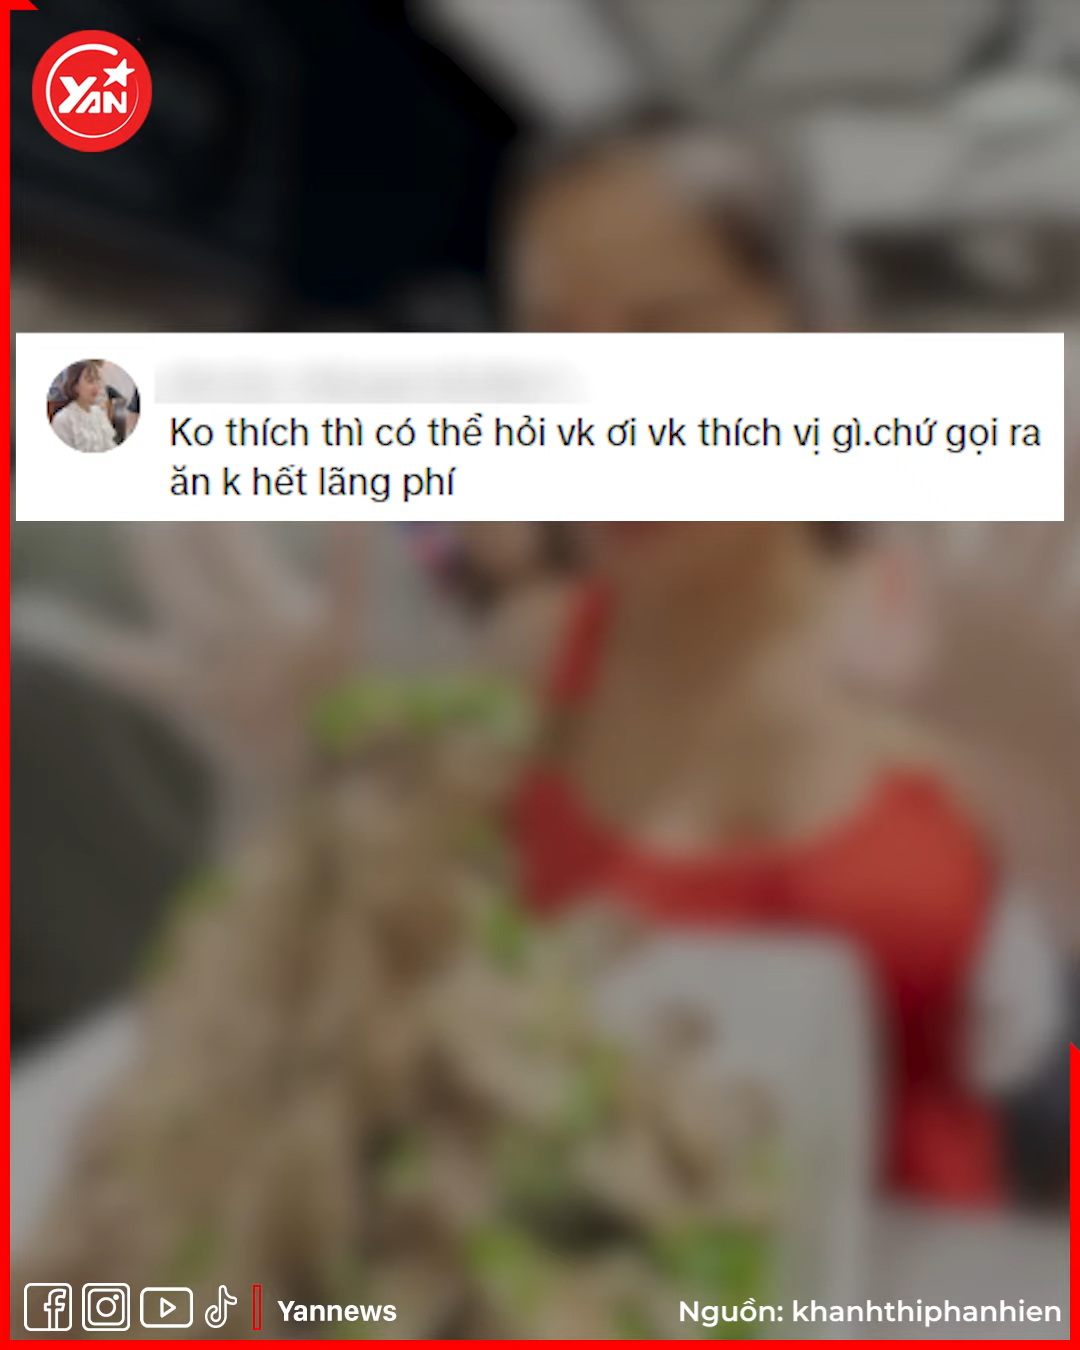 YAN
Ko thích thì có thể hỏi vk ơi vk thích vị gì.chứ gọi ra
ăn k hết lãng phí
Yannews
Nguồn: khanhthiphanhien